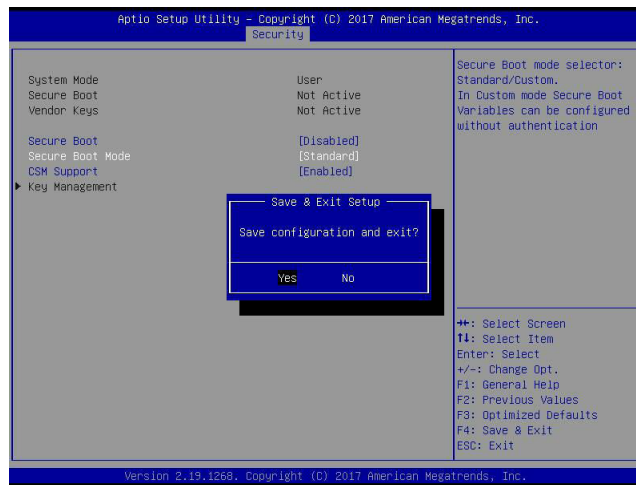 Aptio Setup Utility – Copyright (C) 2017 American Megatrends, Inc.
Security
System Mode User
Secure Boot Not Active
Vendor Keys Not Active
Secure Boot [Disabled]
Secure Boot Mode [Standard]
CSM Support [Enabled]
Key Management
Save & Exit Setup
Save configuration and exit?
Yes No
Secure Boot mode selector:
Standard/Custom.
In Custom mode Secure Boot
Variables can be configured
without authentication
→←: Select Screen
↑↓: Select Item
Enter: Select
+/-: Change Opt.
F1: General Help
F2: Previous Values
F3: Optimized Defaults
F4: Save & Exit
ESC: Exit
Version 2.19.1268. Copyright (C) 2017 American Megatrends, Inc.